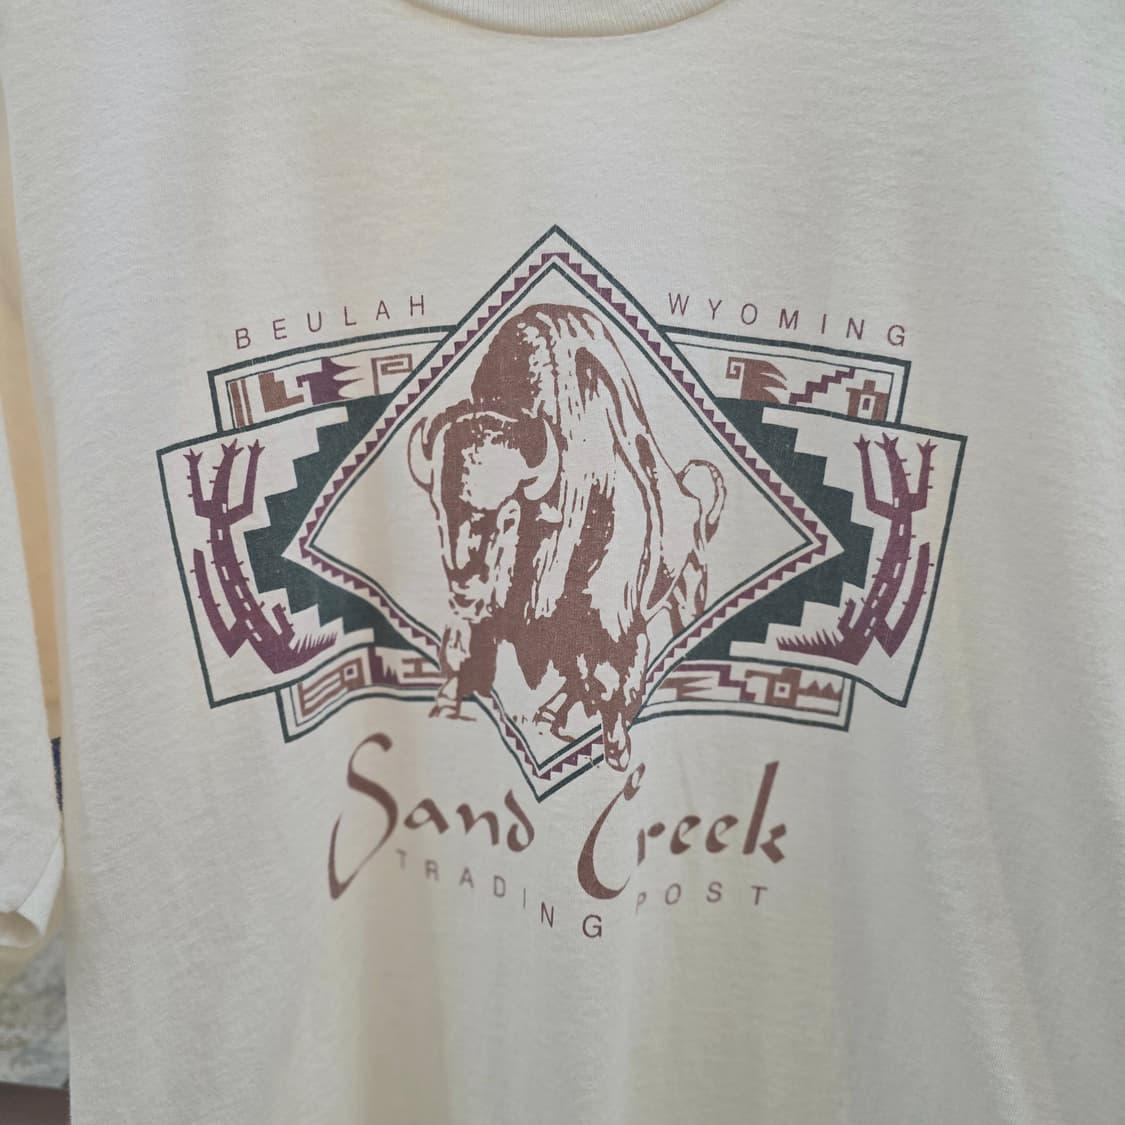 BEULAH WYOMING
Sand Creek
TRADING POST